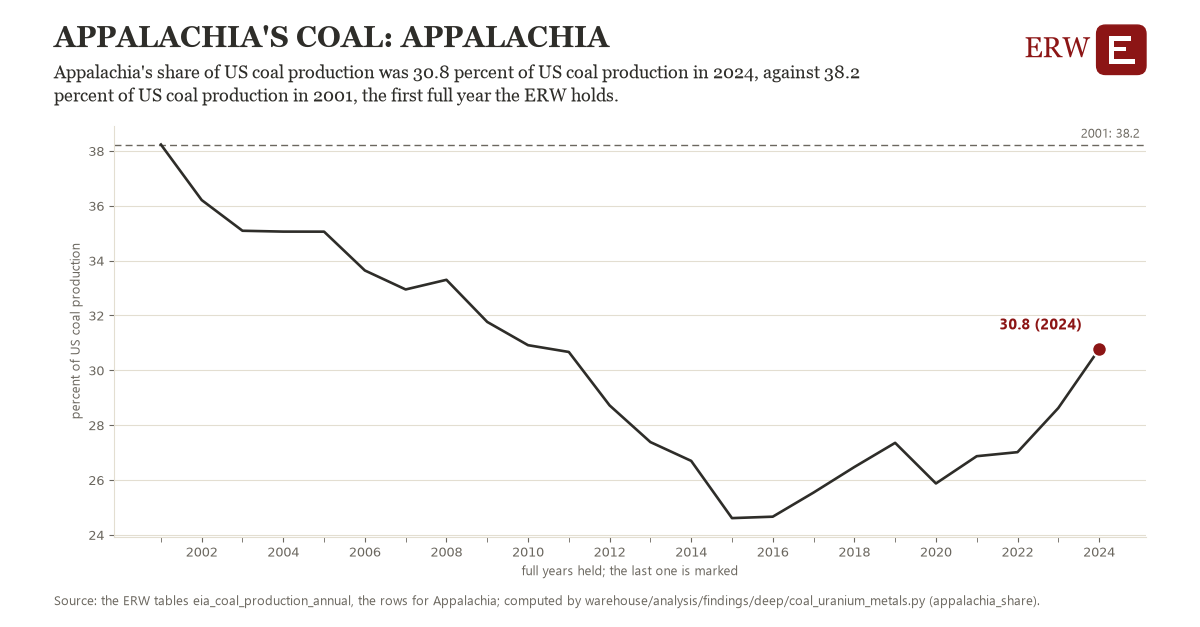 APPALACHIA'S COAL: APPALACHIA
ERW E
Appalachia's share of US coal production was 30.8 percent of US coal production in 2024, against 38.2
percent of US coal production in 2001, the first full year the ERW holds.
2001: 38.2
38
36
34
32
30
28
26
24
percent of US coal production
30.8 (2024)
2002 2004 2006 2008 2010 2012 2014 2016 2018 2020 2022 2024
full years held; the last one is marked
Source: the ERW tables eia_coal_production_annual, the rows for Appalachia; computed by warehouse/analysis/findings/deep/coal_uranium_metals.py (appalachia_share).